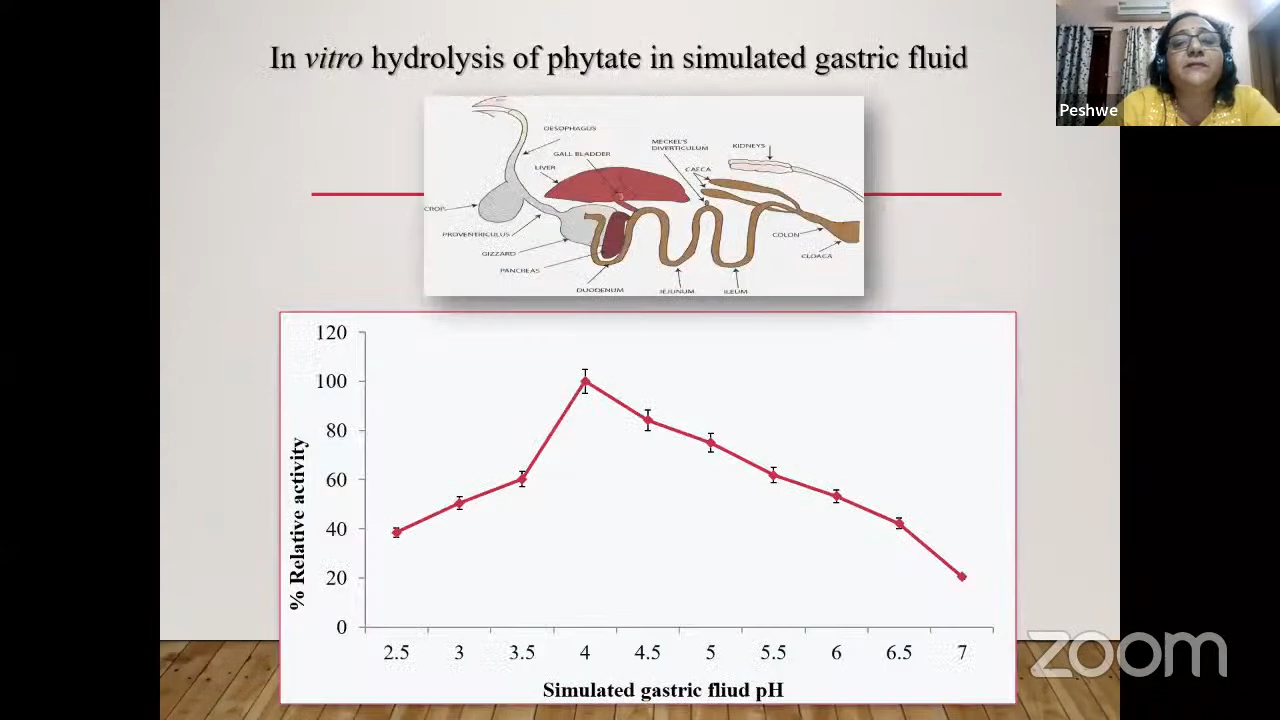 In vitro hydrolysis of phytate in simulated gastric fluid
Peshwe
OESOPHAGUS
GALL BLADDER
LIVER
MECKEL'S
DIVERTICULUM
KIDNEYS
CAECA
CROP
PROVENTRICULUS
GIZZARD
PANCREAS
DUODENUM
JEJUNUM
ILEUM
COLON
CLOACA
120
100
80
60
40
20
0
% Relative activity
2.5 3 3.5 4 4.5 5 5.5 6 6.5 7
Simulated gastric fliud pH
zoom